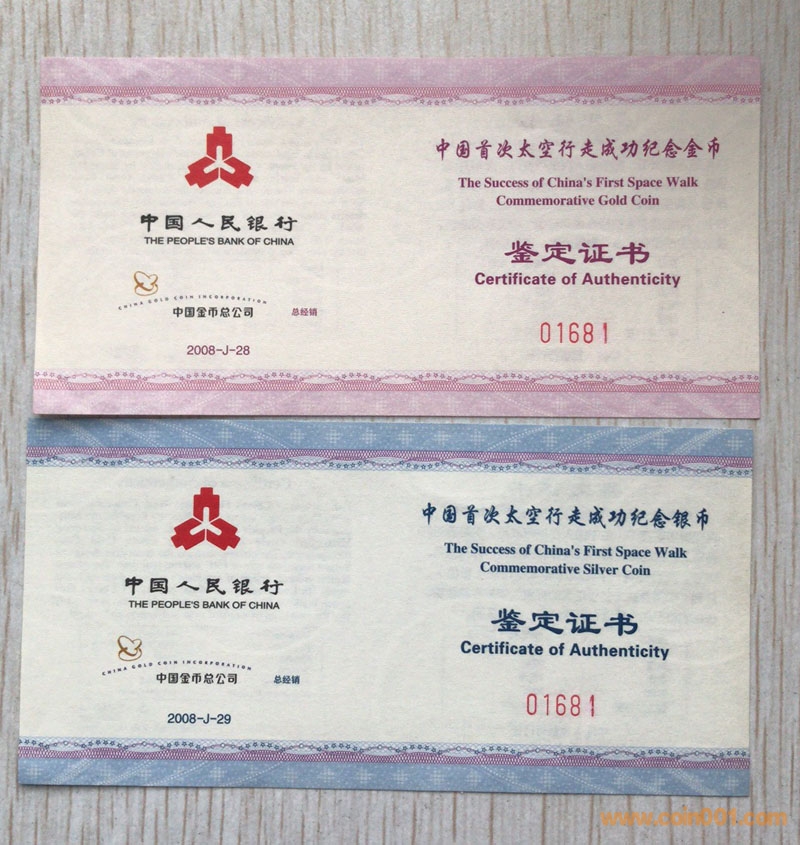 中国人民银行
THE PEOPLE'S BANK OF CHINA
CHINA GOLD COIN INCORPORATION
中国金币总公司 总经销
2008-J-28
中国首次太空行走成功纪念金币
The Success of China's First Space Walk
Commemorative Gold Coin
鉴定证书
Certificate of Authenticity
01681
中国人民银行
THE PEOPLE'S BANK OF CHINA
CHINA GOLD COIN INCORPORATION
中国金币总公司 总经销
2008-J-29
中国首次太空行走成功纪念银币
The Success of China's First Space Walk
Commemorative Silver Coin
鉴定证书
Certificate of Authenticity
01681
www.coin001.com